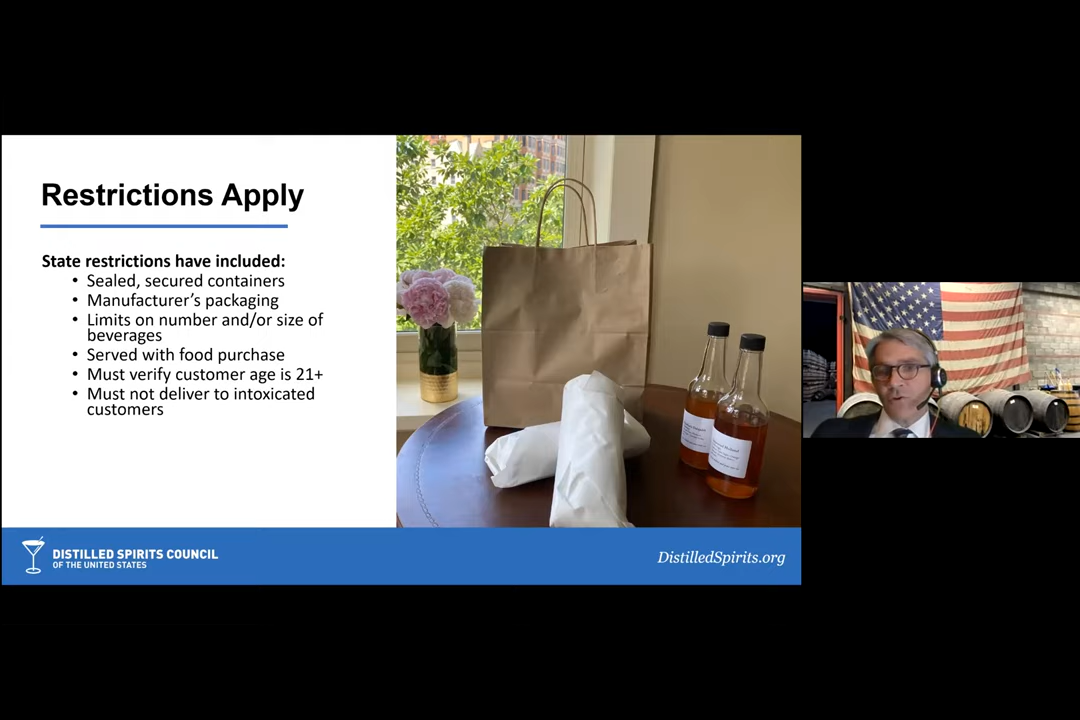 Restrictions Apply
State restrictions have included:
• Sealed, secured containers
• Manufacturer's packaging
• Limits on number and/or size of
beverages
• Served with food purchase
• Must verify customer age is 21+
• Must not deliver to intoxicated
customers
DISTILLED SPIRITS COUNCIL
OF THE UNITED STATES
DistilledSpirits.org